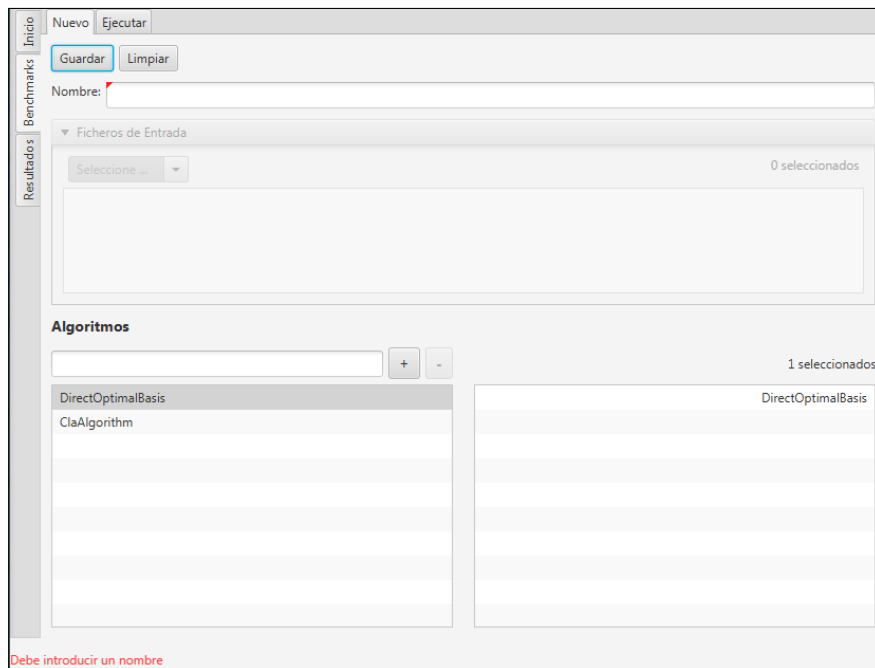 Inicio
Benchmarks
Resultados
Nuevo Ejecutar
Guardar Limpiar
Nombre:
Ficheros de Entrada
Seleccione ... 0 seleccionados
Algoritmos
+ - 1 seleccionados
DirectOptimalBasis DirectOptimalBasis
ClaAlgorithm
Debe introducir un nombre